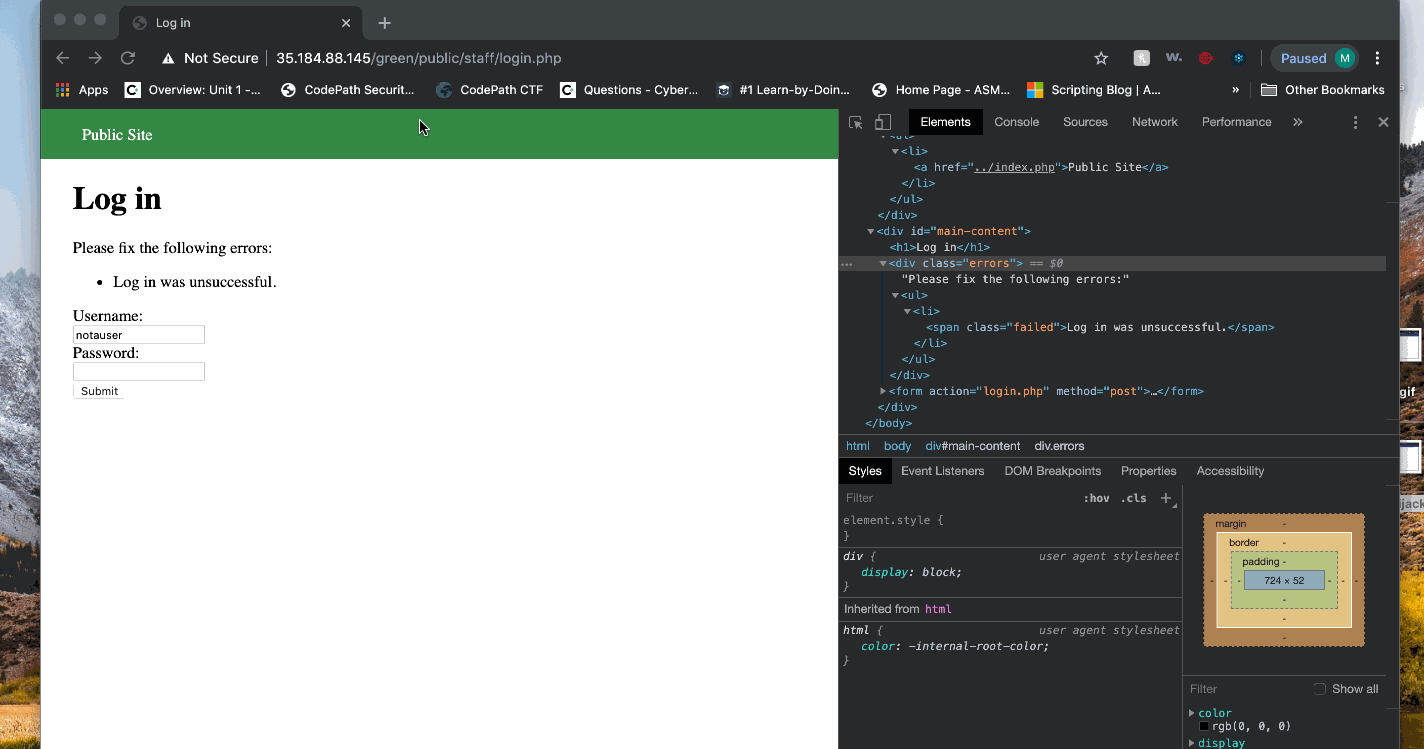 Log in
Not Secure 35.184.88.145/green/public/staff/login.php
w.
Paused M
Apps Overview: Unit 1 -... CodePath Securit... CodePath CTF Questions - Cyber... #1 Learn-by-Doin... Home Page - ASM... Scripting Blog | A... » Other Bookmarks
Public Site
Log in
Please fix the following errors:
• Log in was unsuccessful.
Username:
notauser
Password:
Submit
Elements Console Sources Network Performance »
<li>
<a href="../index.php">Public Site</a>
</li>
</ul>
</div>
<div id="main-content">
<h1>Log in</h1>
<div class="errors"> == $0
"Please fix the following errors:"
<ul>
<li>
<span class="failed">Log in was unsuccessful.</span>
</li>
</ul>
</div>
<form action="login.php" method="post">…</form>
</div>
</body>
html body div#main-content div.errors
Styles Event Listeners DOM Breakpoints Properties Accessibility
Filter :hov .cls +
element.style {
}
div { user agent stylesheet
display: block;
}
Inherited from html
html { user agent stylesheet
color: -internal-root-color;
}
margin -
border -
padding -
- - - 724 × 52 - - -
-
-
-
Filter Show all
color
rgb(0, 0, 0)
display
gif